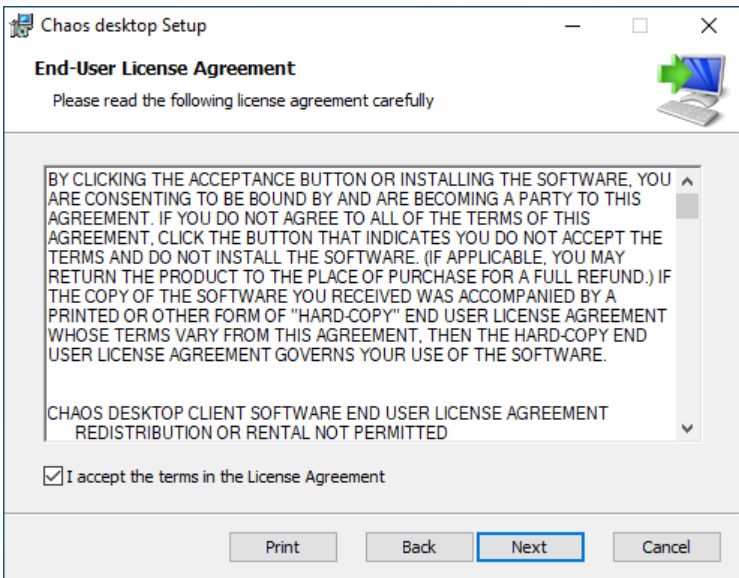 Chaos desktop Setup
End-User License Agreement
Please read the following license agreement carefully
BY CLICKING THE ACCEPTANCE BUTTON OR INSTALLING THE SOFTWARE, YOU
ARE CONSENTING TO BE BOUND BY AND ARE BECOMING A PARTY TO THIS
AGREEMENT. IF YOU DO NOT AGREE TO ALL OF THE TERMS OF THIS
AGREEMENT, CLICK THE BUTTON THAT INDICATES YOU DO NOT ACCEPT THE
TERMS AND DO NOT INSTALL THE SOFTWARE. (IF APPLICABLE, YOU MAY
RETURN THE PRODUCT TO THE PLACE OF PURCHASE FOR A FULL REFUND.) IF
THE COPY OF THE SOFTWARE YOU RECEIVED WAS ACCOMPANIED BY A
PRINTED OR OTHER FORM OF "HARD-COPY" END USER LICENSE AGREEMENT
WHOSE TERMS VARY FROM THIS AGREEMENT, THEN THE HARD-COPY END
USER LICENSE AGREEMENT GOVERNS YOUR USE OF THE SOFTWARE.
CHAOS DESKTOP CLIENT SOFTWARE END USER LICENSE AGREEMENT
REDISTRIBUTION OR RENTAL NOT PERMITTED
I accept the terms in the License Agreement
Print Back Next Cancel